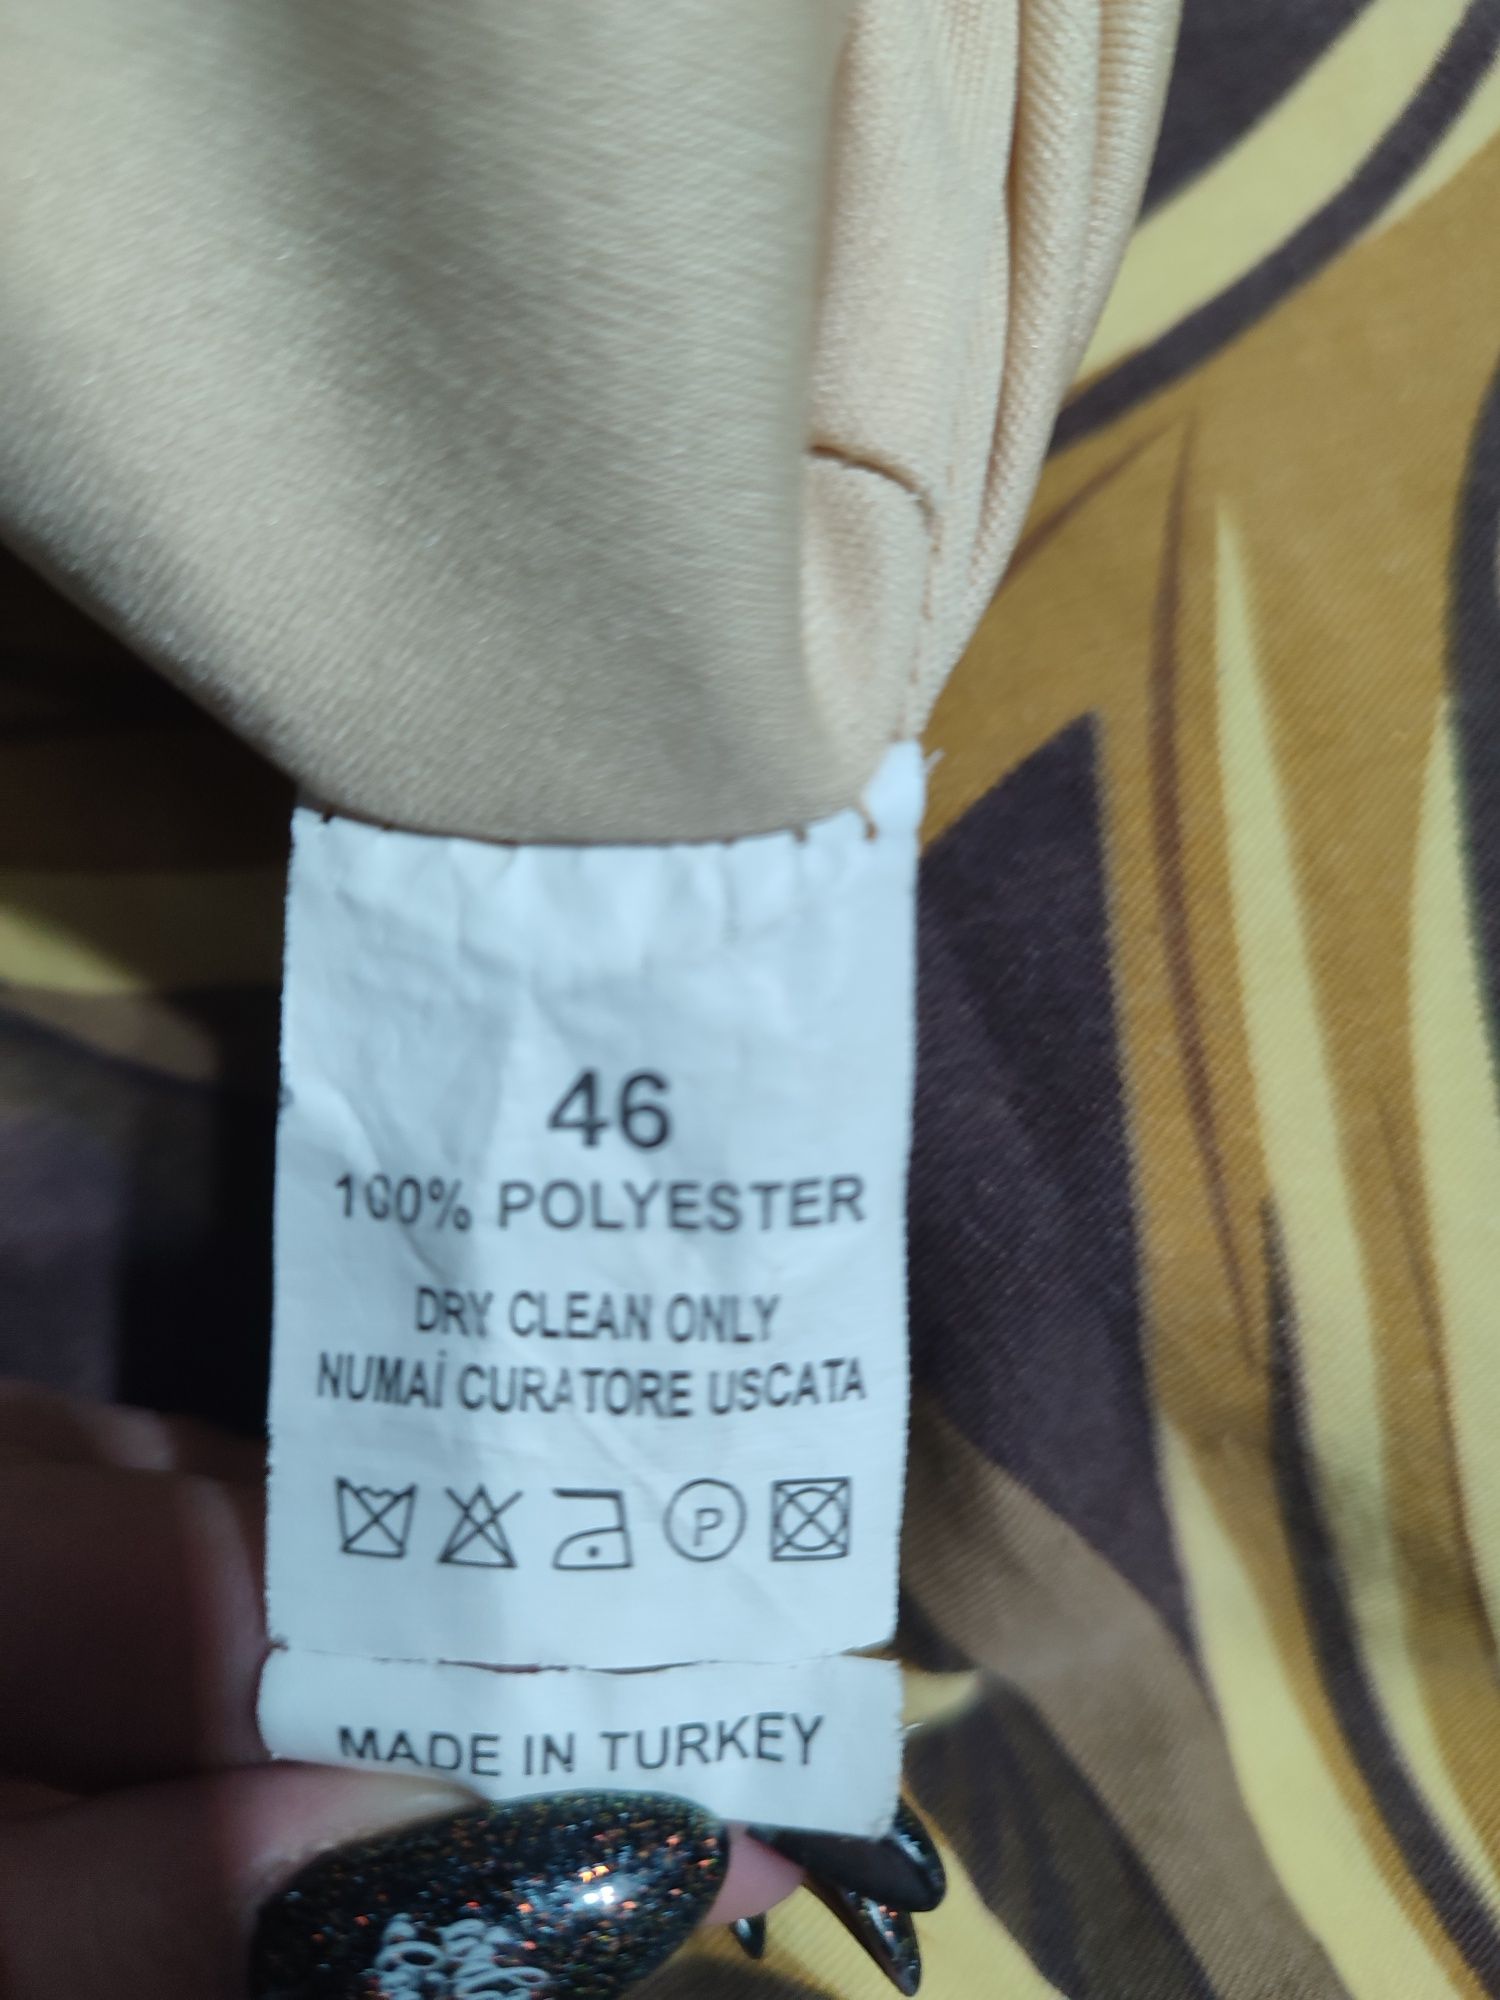 46
100% POLYESTER
DRY CLEAN ONLY
NUMAİ CURATORE USCATA
P
MADE IN TURKEY